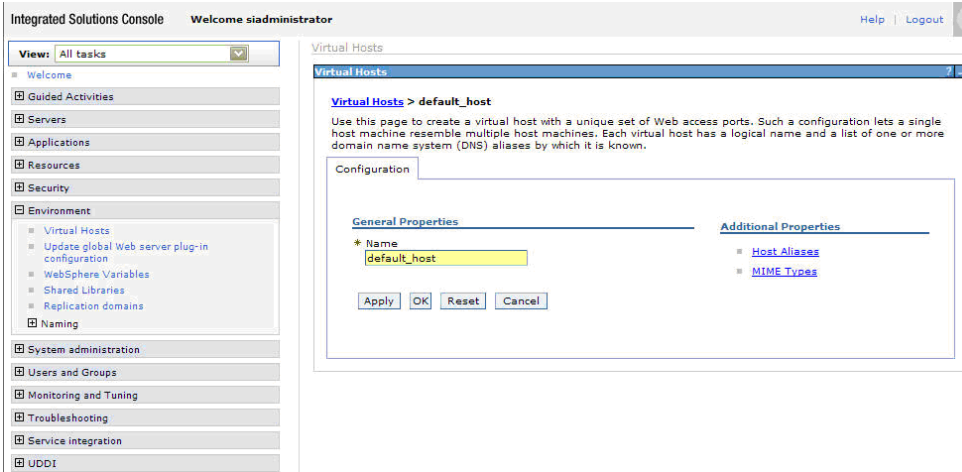 Integrated Solutions Console Welcome siadministrator Help | Logout
View: All tasks
Welcome
Guided Activities
Servers
Applications
Resources
Security
Environment
Virtual Hosts
Update global Web server plug-in
configuration
WebSphere Variables
Shared Libraries
Replication domains
Naming
System administration
Users and Groups
Monitoring and Tuning
Troubleshooting
Service integration
UDDI
Virtual Hosts
Virtual Hosts ? -
Virtual Hosts > default_host
Use this page to create a virtual host with a unique set of Web access ports. Such a configuration lets a single
host machine resemble multiple host machines. Each virtual host has a logical name and a list of one or more
domain name system (DNS) aliases by which it is known.
Configuration
General Properties
* Name
default_host
Apply OK Reset Cancel
Additional Properties
Host Aliases
MIME Types